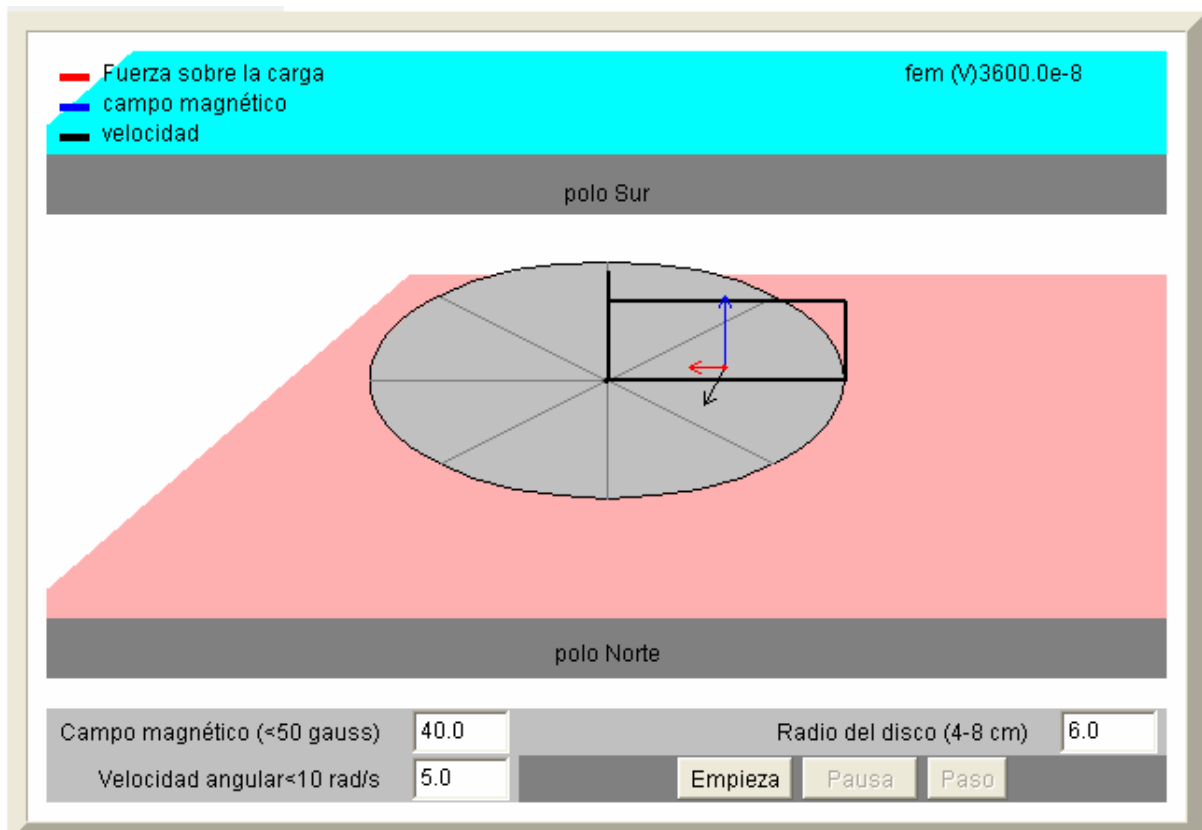 Fuerza sobre la carga
fem (V)3600.0e-8
campo magnético
velocidad
polo Sur
polo Norte
Campo magnético (<50 gauss) 40.0
Radio del disco (4-8 cm) 6.0
Velocidad angular<10 rad/s 5.0
Empieza Pausa Paso